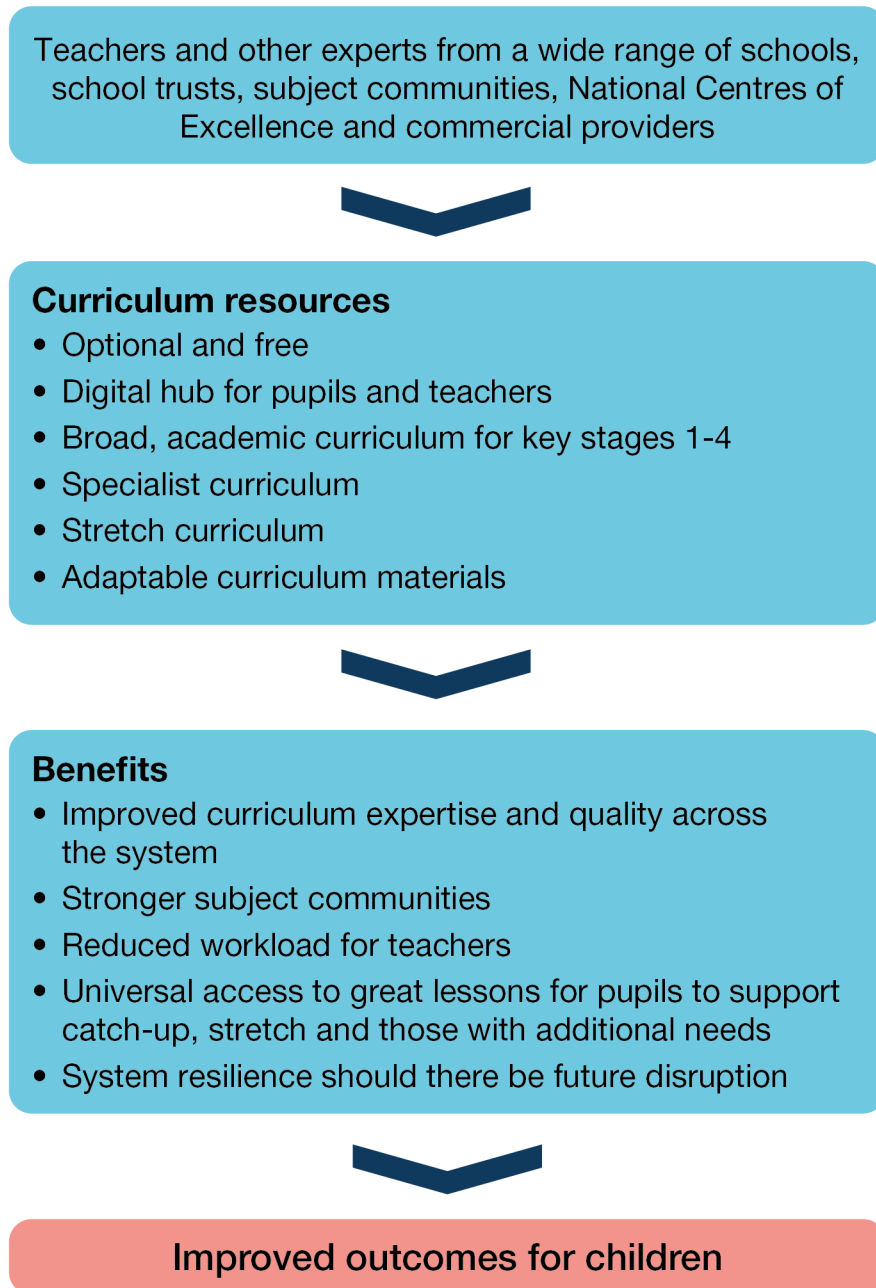 Teachers and other experts from a wide range of schools,
school trusts, subject communities, National Centres of
Excellence and commercial providers
Curriculum resources
• Optional and free
• Digital hub for pupils and teachers
• Broad, academic curriculum for key stages 1-4
• Specialist curriculum
• Stretch curriculum
• Adaptable curriculum materials
Benefits
• Improved curriculum expertise and quality across
the system
• Stronger subject communities
• Reduced workload for teachers
• Universal access to great lessons for pupils to support
catch-up, stretch and those with additional needs
• System resilience should there be future disruption
Improved outcomes for children